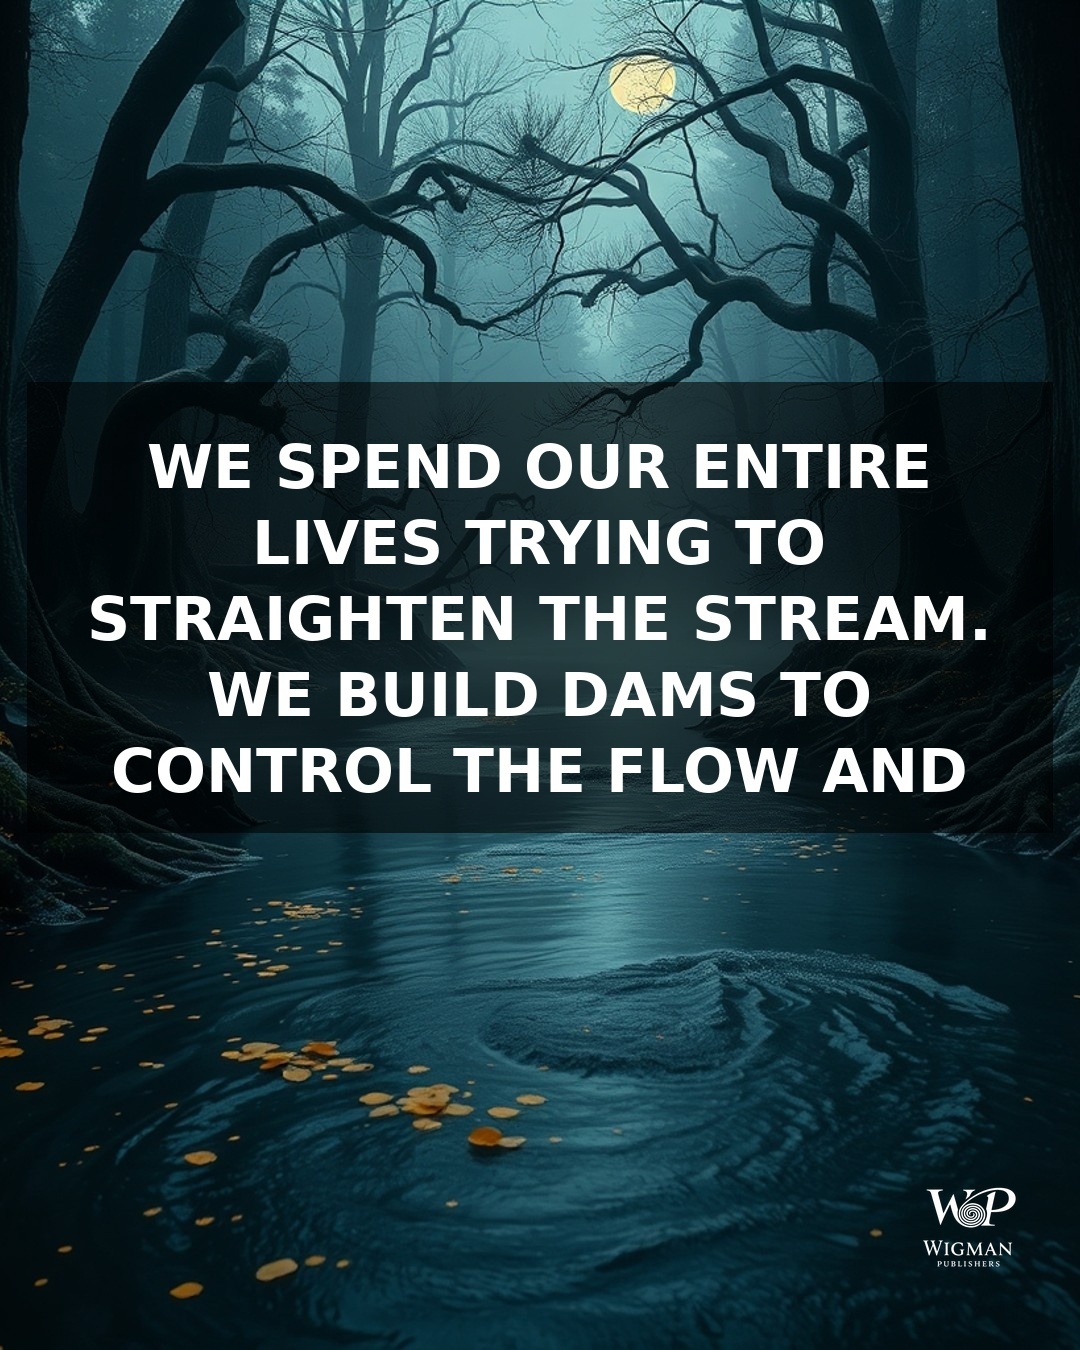 WE SPEND OUR ENTIRE
LIVES TRYING TO
STRAIGHTEN THE STREAM.
WE BUILD DAMS TO
CONTROL THE FLOW AND
WP
WIGMAN
PUBLISHERS